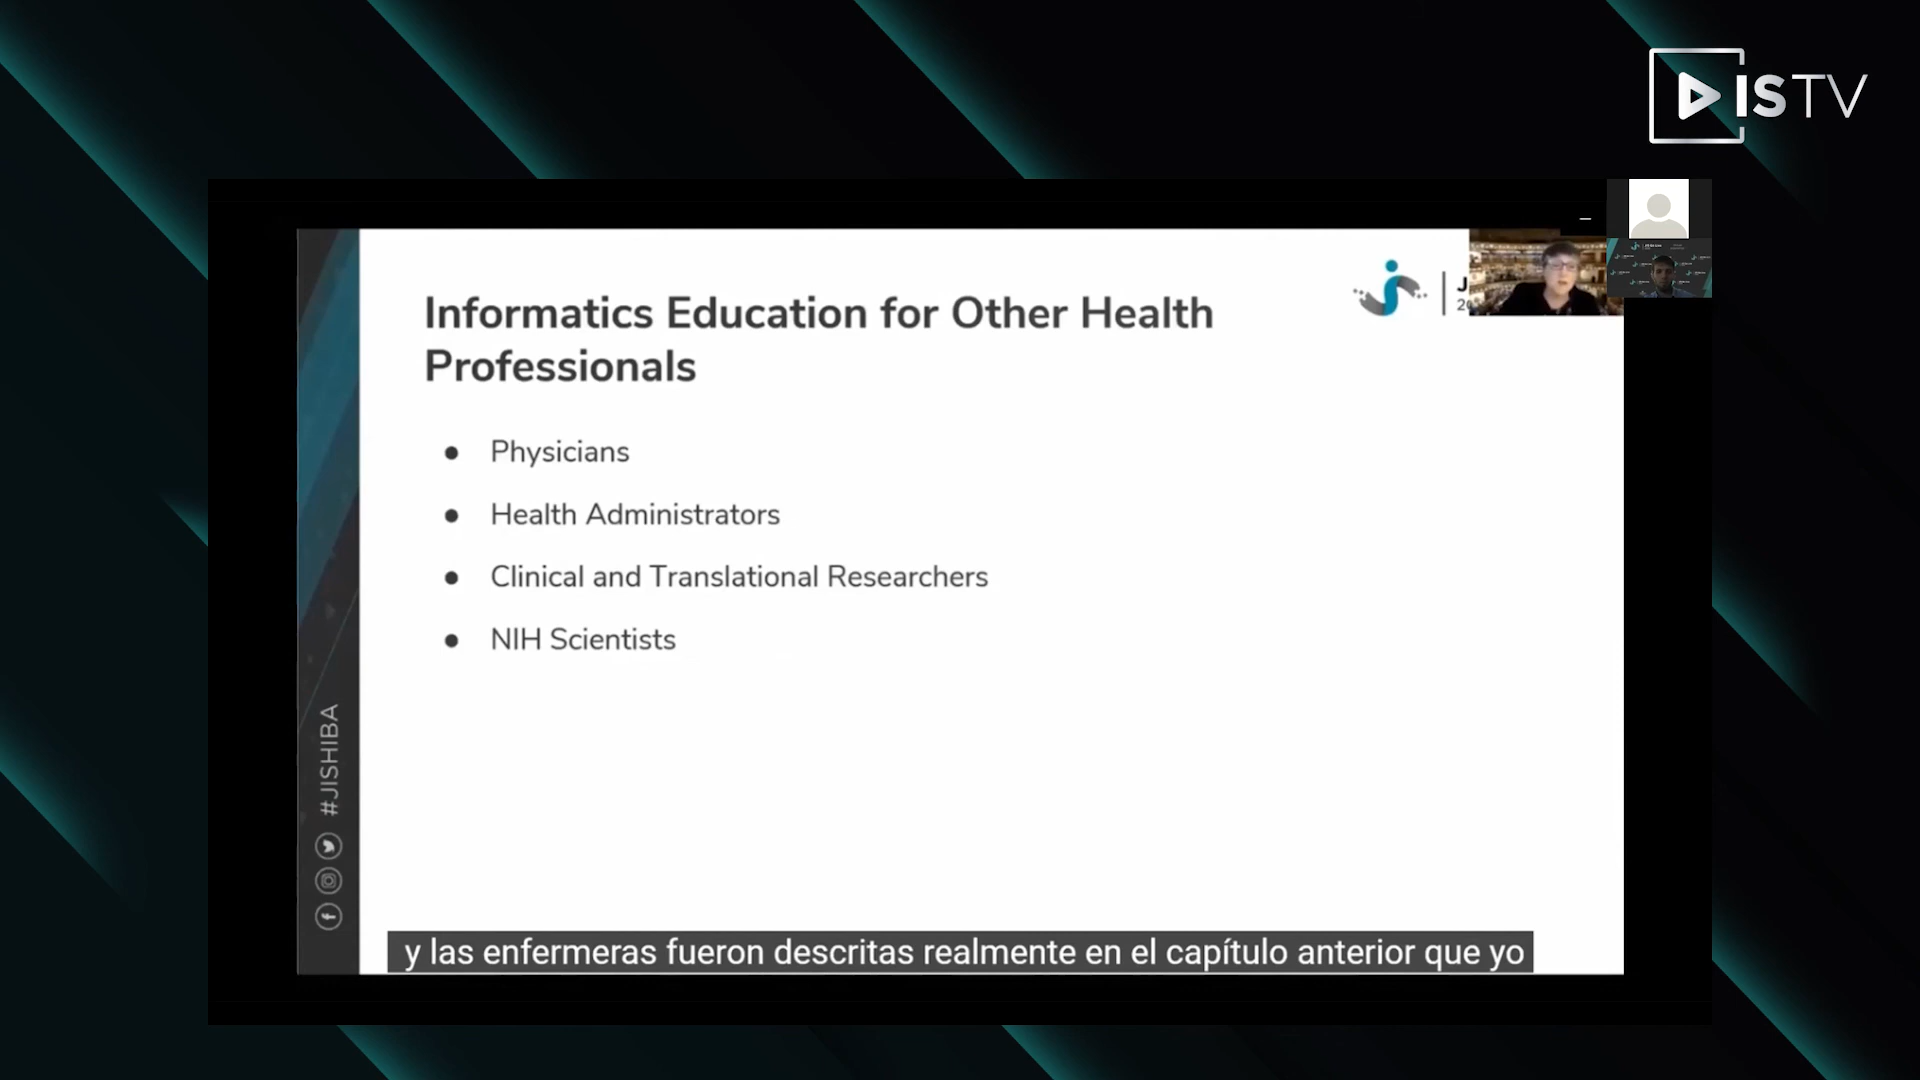 ISTV
Informatics Education for Other Health
Professionals
● Physicians
● Health Administrators
● Clinical and Translational Researchers
● NIH Scientists
#JISHIBA
y las enfermeras fueron descritas realmente en el capítulo anterior que yo